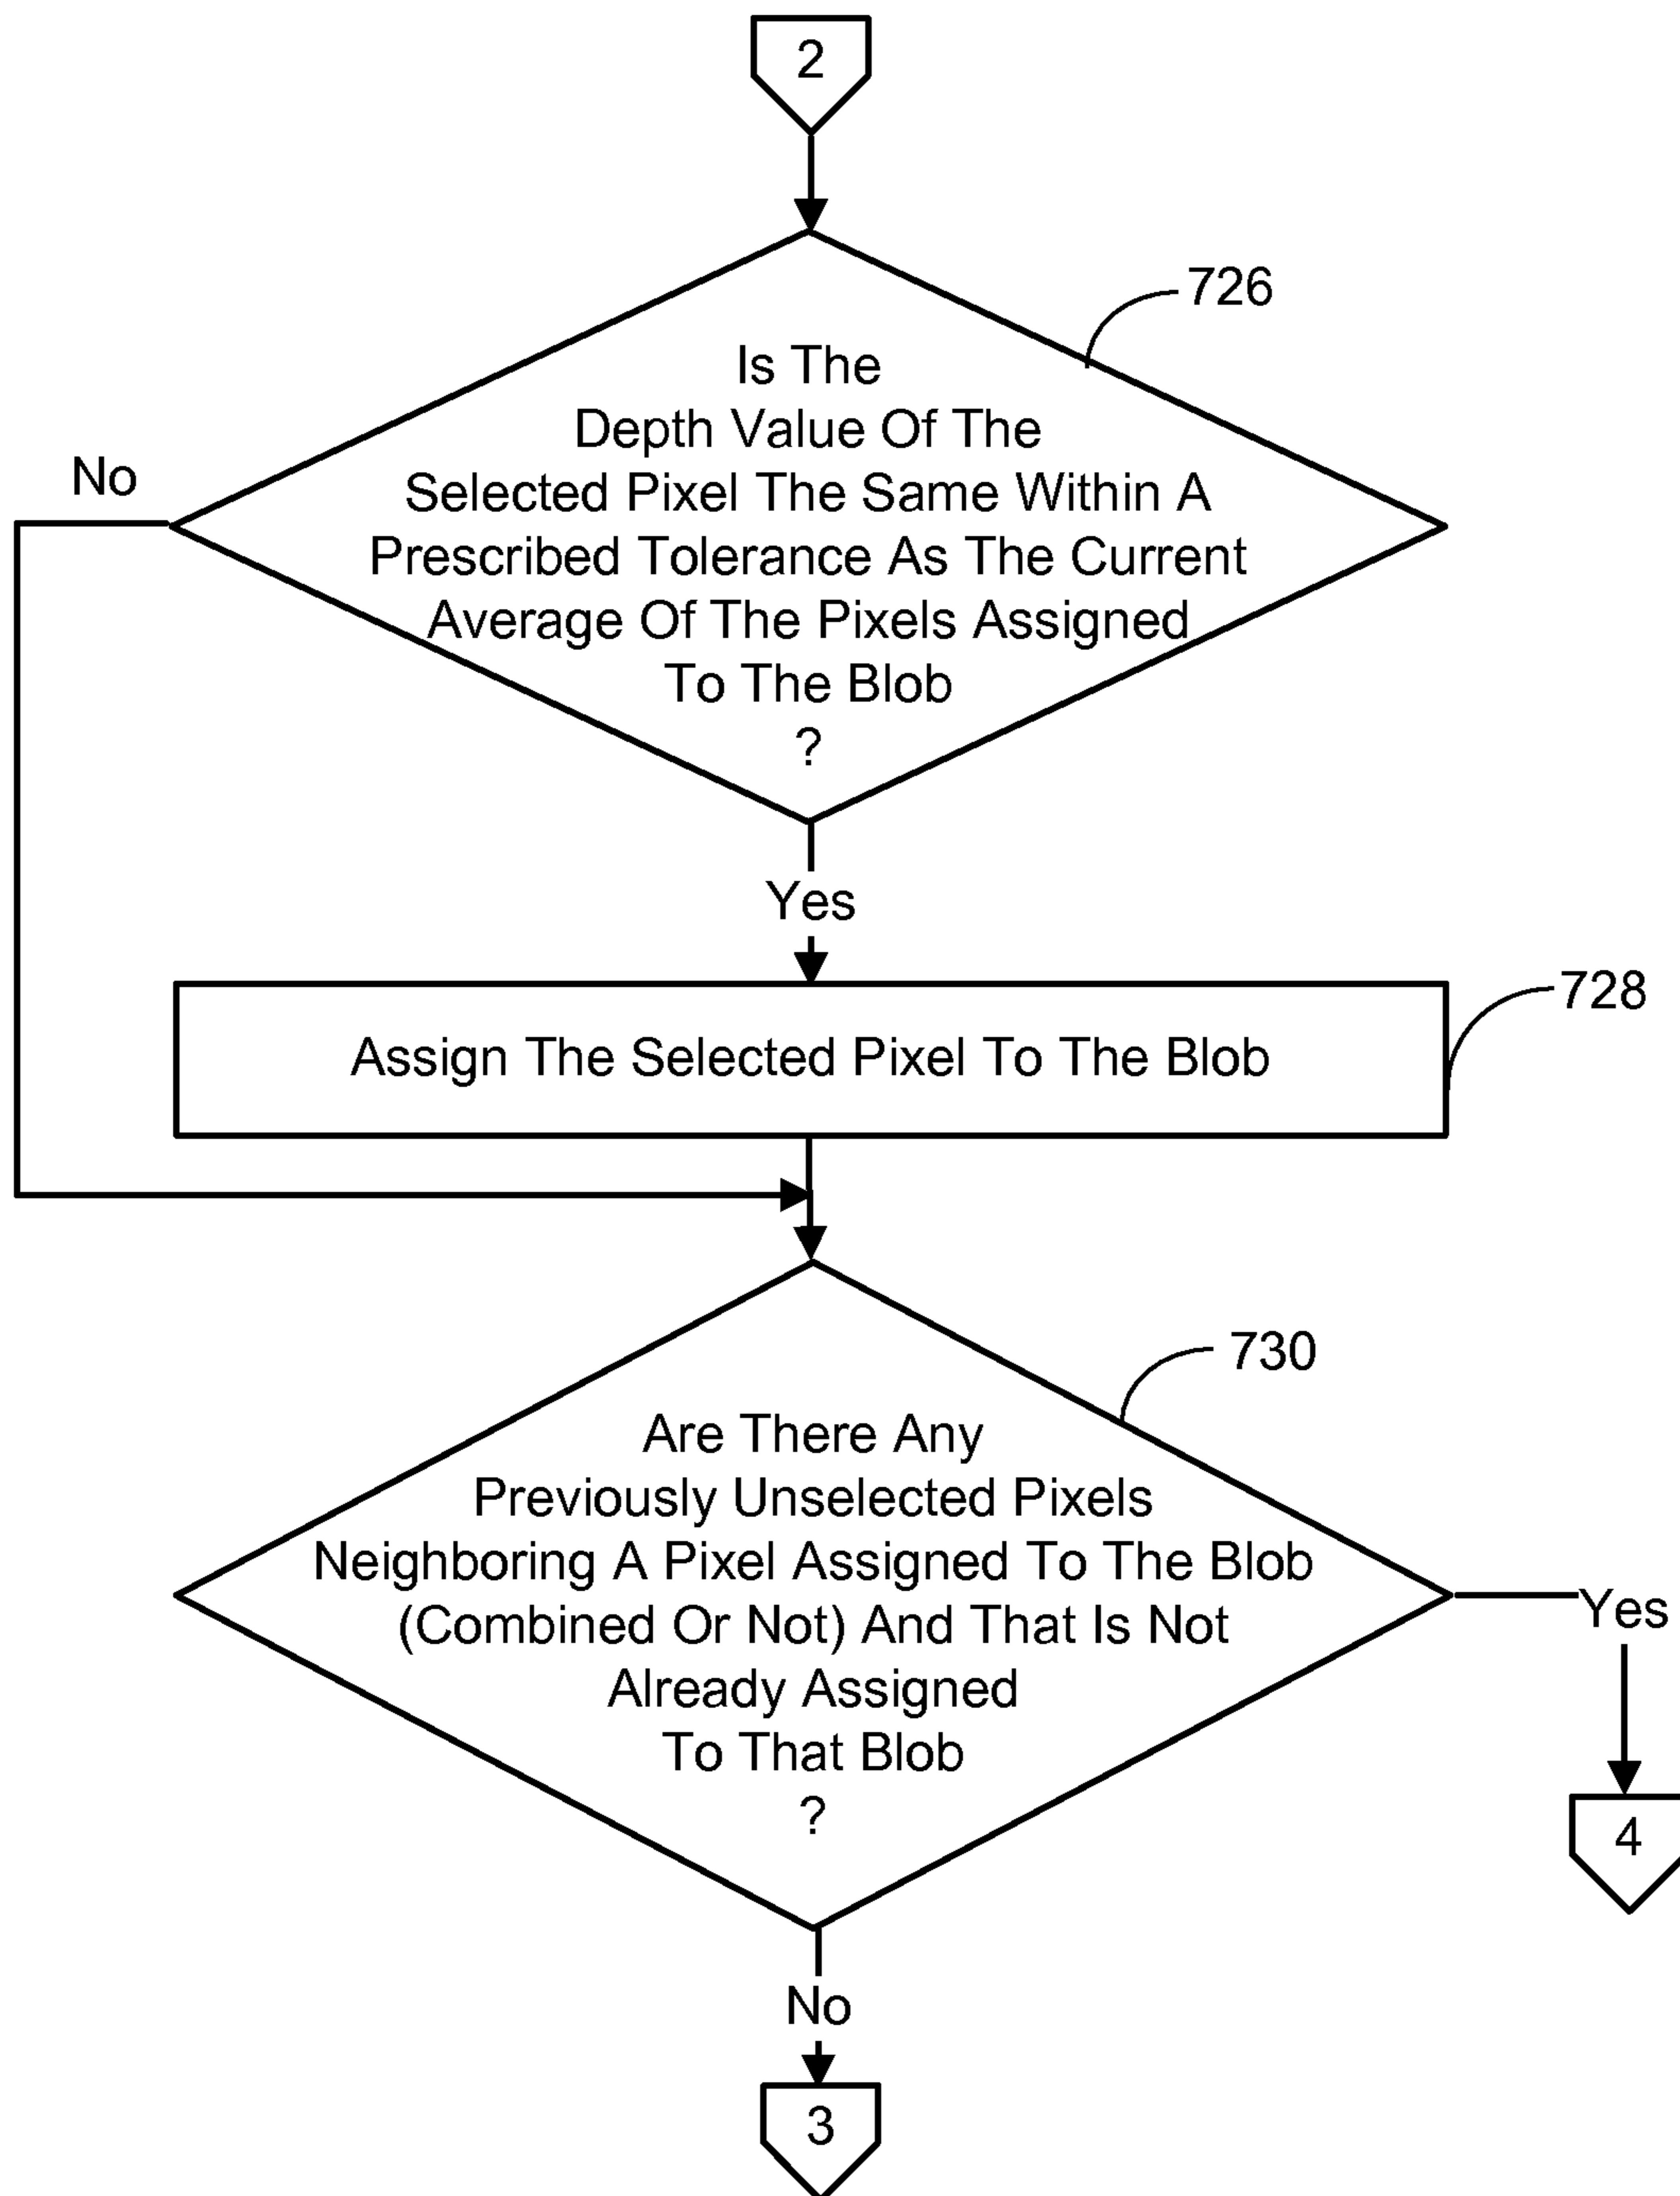 2
726
Is The
Depth Value Of The
No
Selected Pixel The Same Within A
Prescribed Tolerance As The Current
Average Of The Pixels Assigned
To The Blob
?
Yes
728
Assign The Selected Pixel To The Blob
730
Are There Any
Previously Unselected Pixels
Neighboring A Pixel Assigned To The Blob
(Combined Or Not) And That Is Not
Already Assigned
To That Blob
?
Yes
4
No
3